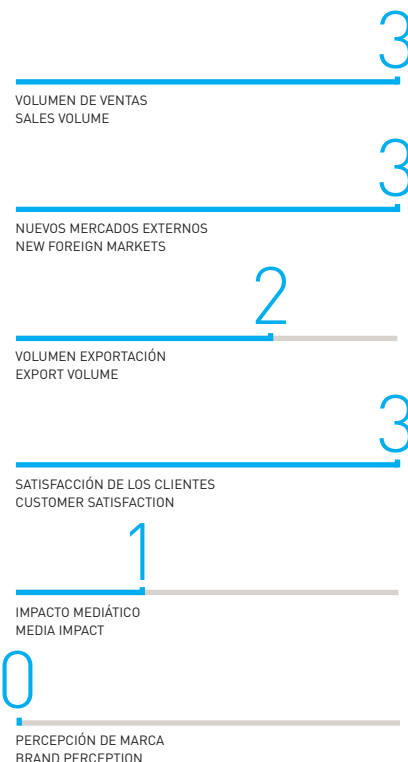 3
VOLUMEN DE VENTAS
SALES VOLUME
3
NUEVOS MERCADOS EXTERNOS
NEW FOREIGN MARKETS
2
VOLUMEN EXPORTACIÓN
EXPORT VOLUME
3
SATISFACCIÓN DE LOS CLIENTES
CUSTOMER SATISFACTION
1
IMPACTO MEDIÁTICO
MEDIA IMPACT
0
PERCEPCIÓN DE MARCA
BRAND PERCEPTION